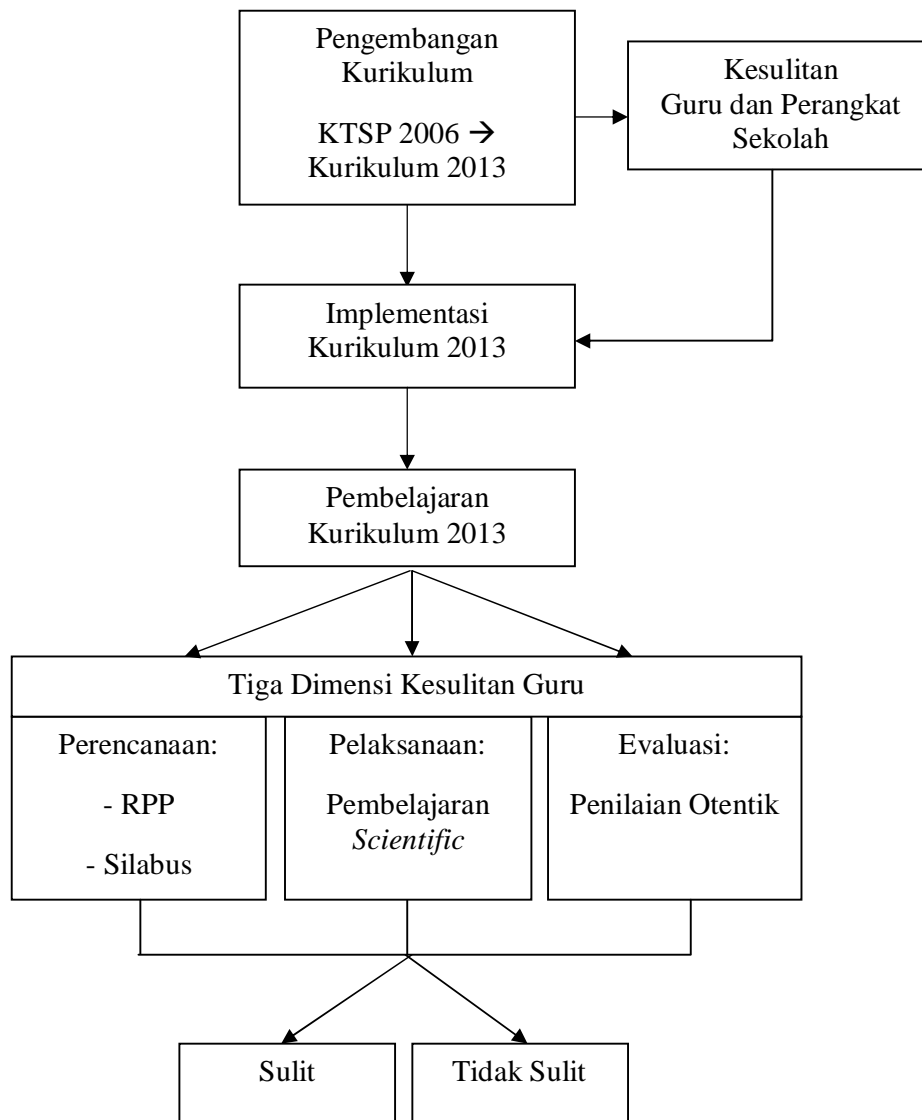 Pengembangan
Kurikulum
KTSP 2006 →
Kurikulum 2013
Kesulitan
Guru dan Perangkat
Sekolah
Implementasi
Kurikulum 2013
Pembelajaran
Kurikulum 2013
Tiga Dimensi Kesulitan Guru
Perencanaan:
- RPP
- Silabus
Pelaksanaan:
Pembelajaran
Scientific
Evaluasi:
Penilaian Otentik
Sulit
Tidak Sulit